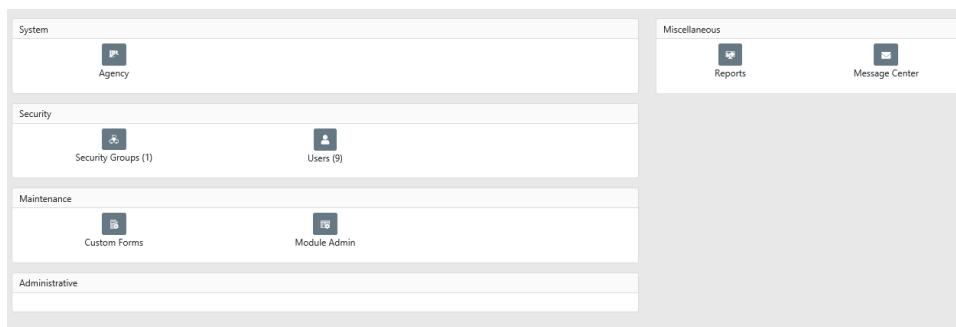 System
Agency
Security
Security Groups (1)
Users (9)
Maintenance
Custom Forms
Module Admin
Administrative
Miscellaneous
Reports
Message Center